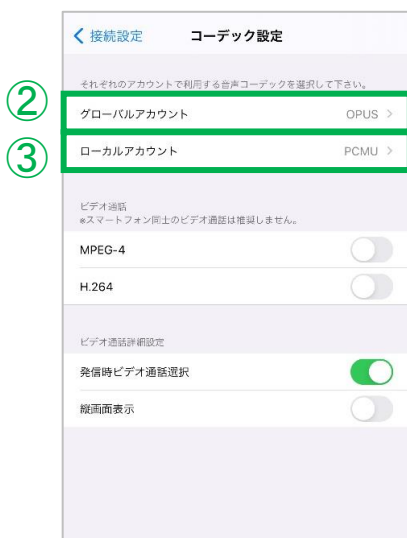 接続設定 コーデック設定
それぞれのアカウントで利用する音声コーデックを選択して下さい。
② グローバルアカウント OPUS
③ ローカルアカウント PCMU
ビデオ通話
※スマートフォン同士のビデオ通話は推奨しません。
MPEG-4
H.264
ビデオ通話詳細設定
発信時ビデオ通話選択
縦画面表示